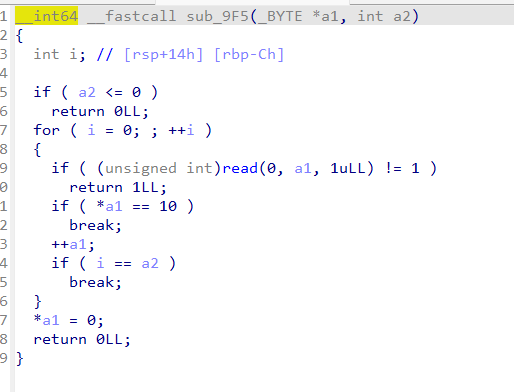 1 __int64 __fastcall sub_9F5(_BYTE *a1, int a2)
2 {
3   int i; // [rsp+14h] [rbp-Ch]
4
5   if ( a2 <= 0 )
6     return 0LL;
7   for ( i = 0; ; ++i )
8   {
9     if ( (unsigned int)read(0, a1, 1uLL) != 1 )
0       return 1LL;
1     if ( *a1 == 10 )
2       break;
3     ++a1;
4     if ( i == a2 )
5       break;
6   }
7   *a1 = 0;
8   return 0LL;
9 }